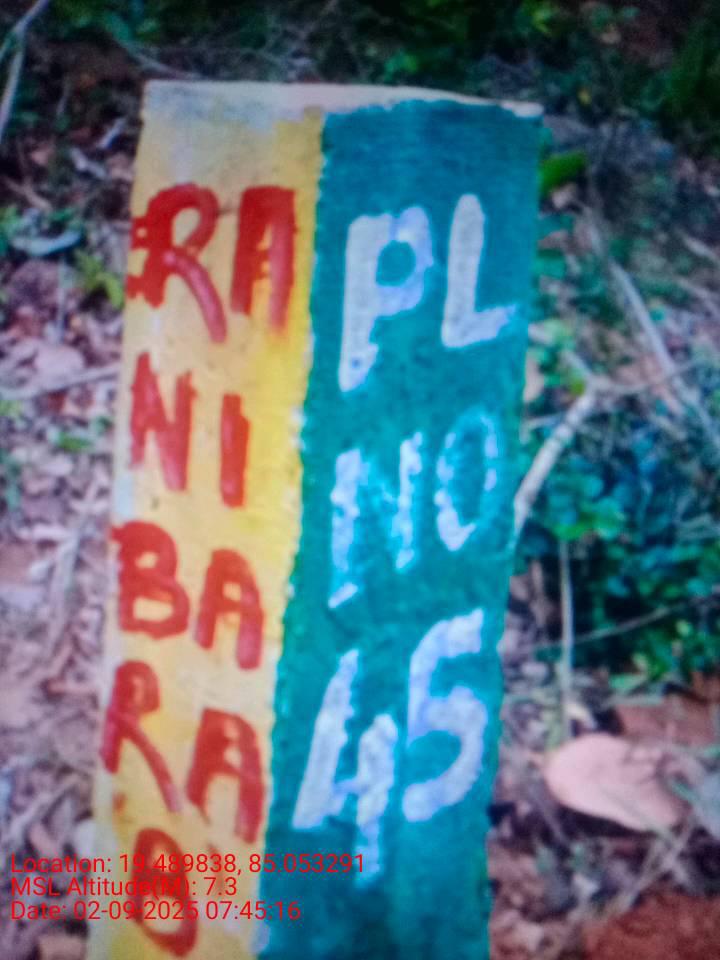 RA
NI
BA
RA
PL
NO
45
Location: 19.489838, 85.053291
MSL Altitude(M): 7.3
Date: 02-09-2025 07:45:16